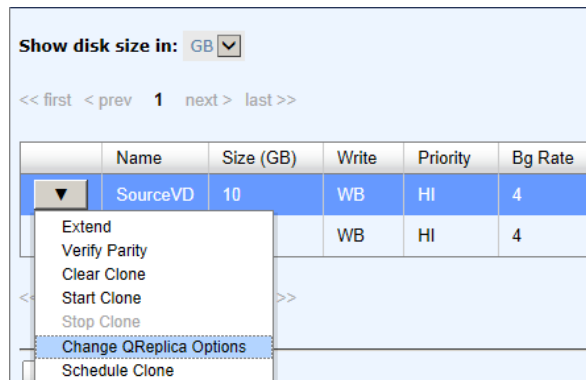 Show disk size in: GB
<< first < prev 1 next > last >>
Name Size (GB) Write Priority Bg Rate
▼ SourceVD 10 WB HI 4
WB HI 4
Extend
Verify Parity
Clear Clone
Start Clone
Stop Clone
Change QReplica Options
Schedule Clone
<< >>